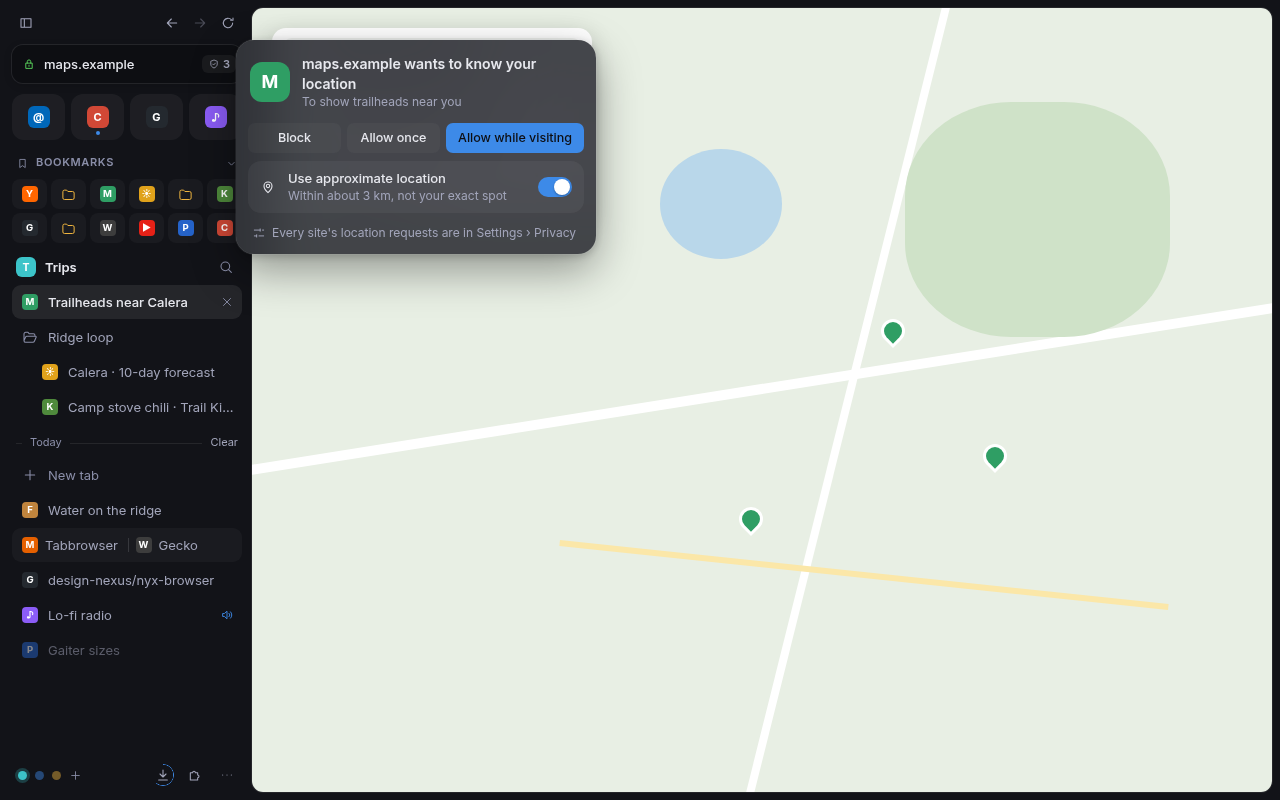 maps.example
3
@
C
G
BOOKMARKS
Y
M
K
G
W
P
C
T Trips
M Trailheads near Calera
Ridge loop
Calera · 10-day forecast
K Camp stove chili · Trail Ki...
Today
Clear
New tab
F Water on the ridge
M Tabbrowser
W Gecko
G design-nexus/nyx-browser
Lo-fi radio
P Gaiter sizes
M
maps.example wants to know your
location
To show trailheads near you
Block
Allow once
Allow while visiting
Use approximate location
Within about 3 km, not your exact spot
Every site's location requests are in Settings › Privacy